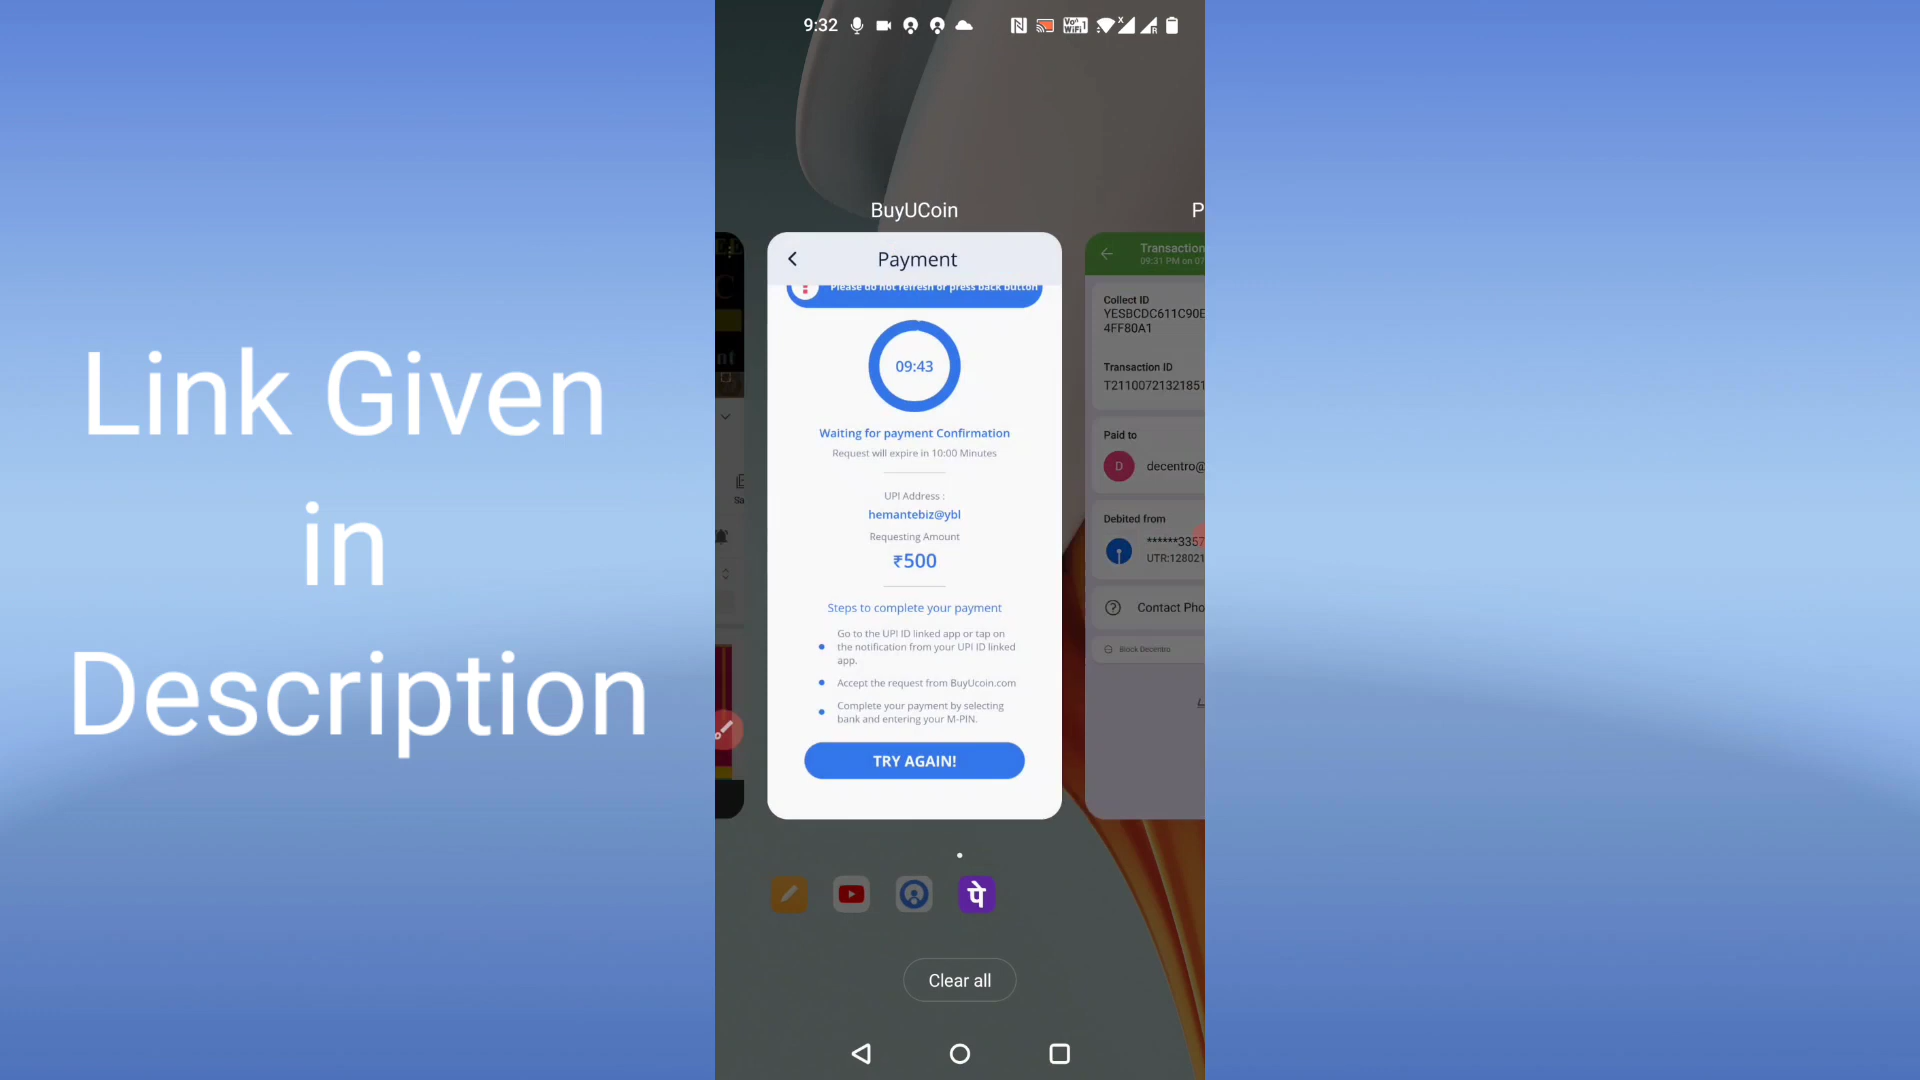 9:32
Vo
WiFi 1
X
R
BuyUCoin
P
Payment
Please do not refresh or press back button
09:43
Waiting for payment Confirmation
Request will expire in 10:00 Minutes
UPI Address :
hemantebiz@ybl
Requesting Amount
₹500
Steps to complete your payment
Go to the UPI ID linked app or tap on
the notification from your UPI ID linked
app.
Accept the request from BuyUcoin.com
Complete your payment by selecting
bank and entering your M-PIN.
TRY AGAIN!
Transaction
09:31 PM on 07
Collect ID
YESBCDC611C90E
4FF80A1
Transaction ID
T21100721321851
Paid to
D
decentro@
Debited from
******3357
UTR:128021
Contact Pho
Block Decentro
C
nt
Sa
पे
Clear all
Link Given
in
Description